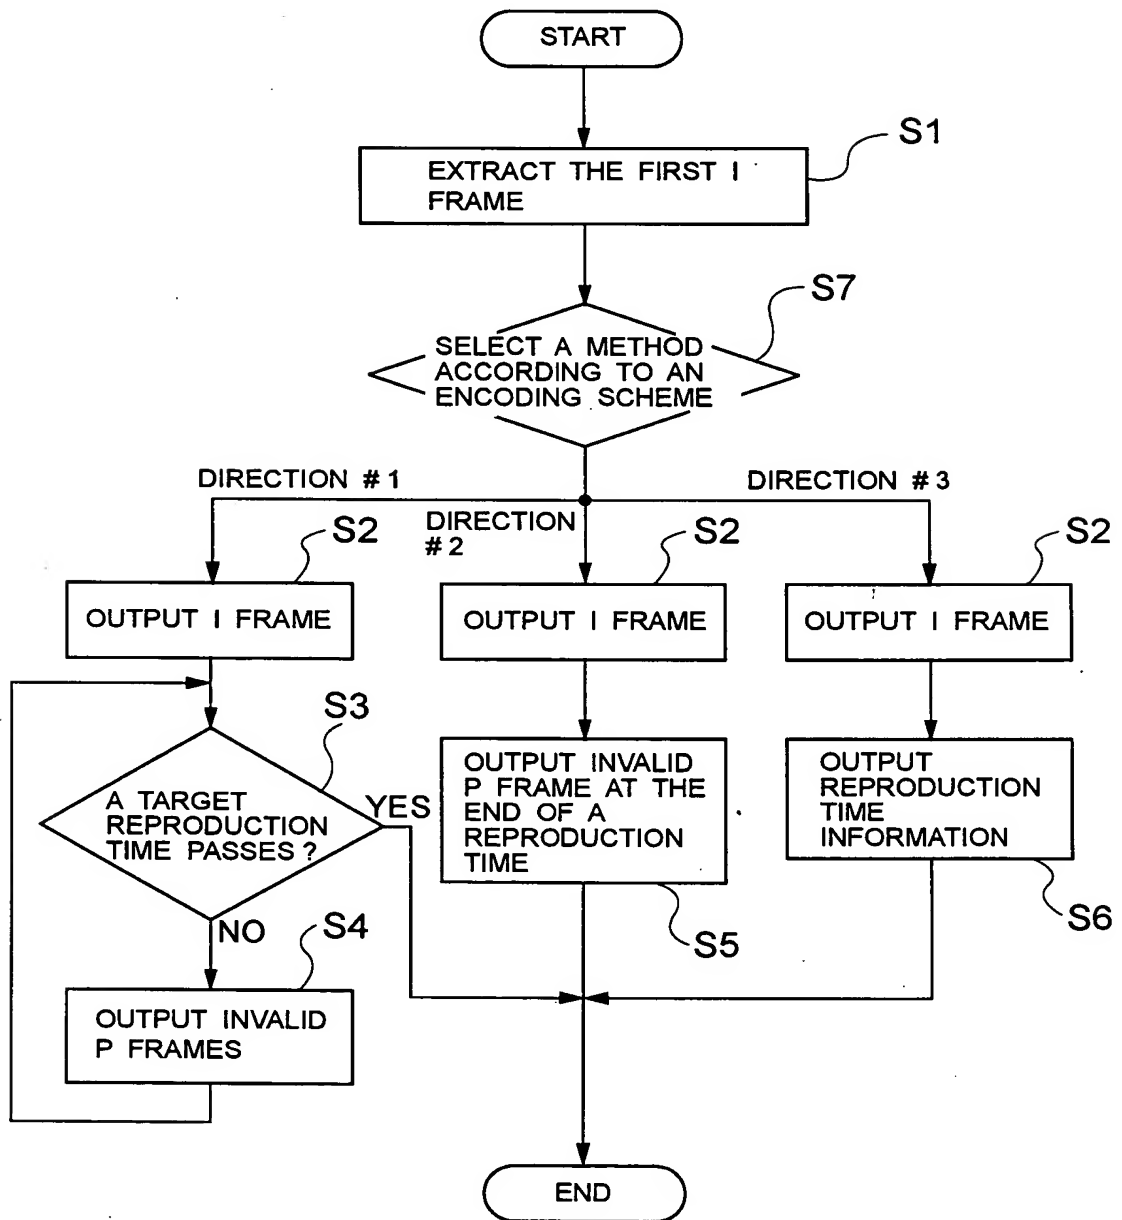 START
S1
EXTRACT THE FIRST I
FRAME
S7
SELECT A METHOD
ACCORDING TO AN
ENCODING SCHEME
DIRECTION #1
DIRECTION
#2
DIRECTION #3
S2
S2
S2
OUTPUT I FRAME
OUTPUT I FRAME
OUTPUT I FRAME
S3
A TARGET
REPRODUCTION
TIME PASSES?
YES
NO
OUTPUT INVALID
P FRAME AT THE
END OF A
REPRODUCTION
TIME
S5
OUTPUT
REPRODUCTION
TIME
INFORMATION
S6
S4
OUTPUT INVALID
P FRAMES
END